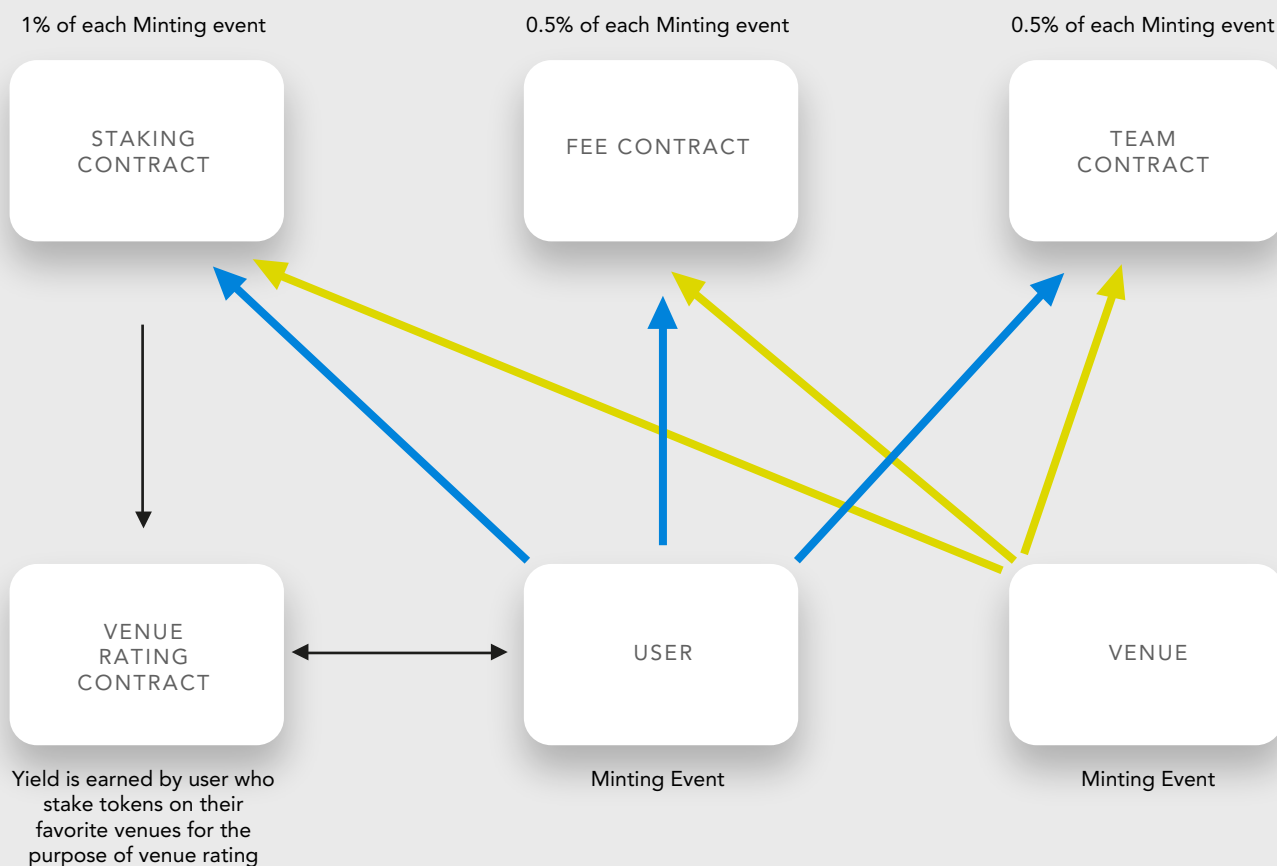 1% of each Minting event
0.5% of each Minting event
0.5% of each Minting event
STAKING
CONTRACT
FEE CONTRACT
TEAM
CONTRACT
VENUE
RATING
CONTRACT
USER
VENUE
Yield is earned by user who
stake tokens on their
favorite venues for the
purpose of venue rating
Minting Event
Minting Event